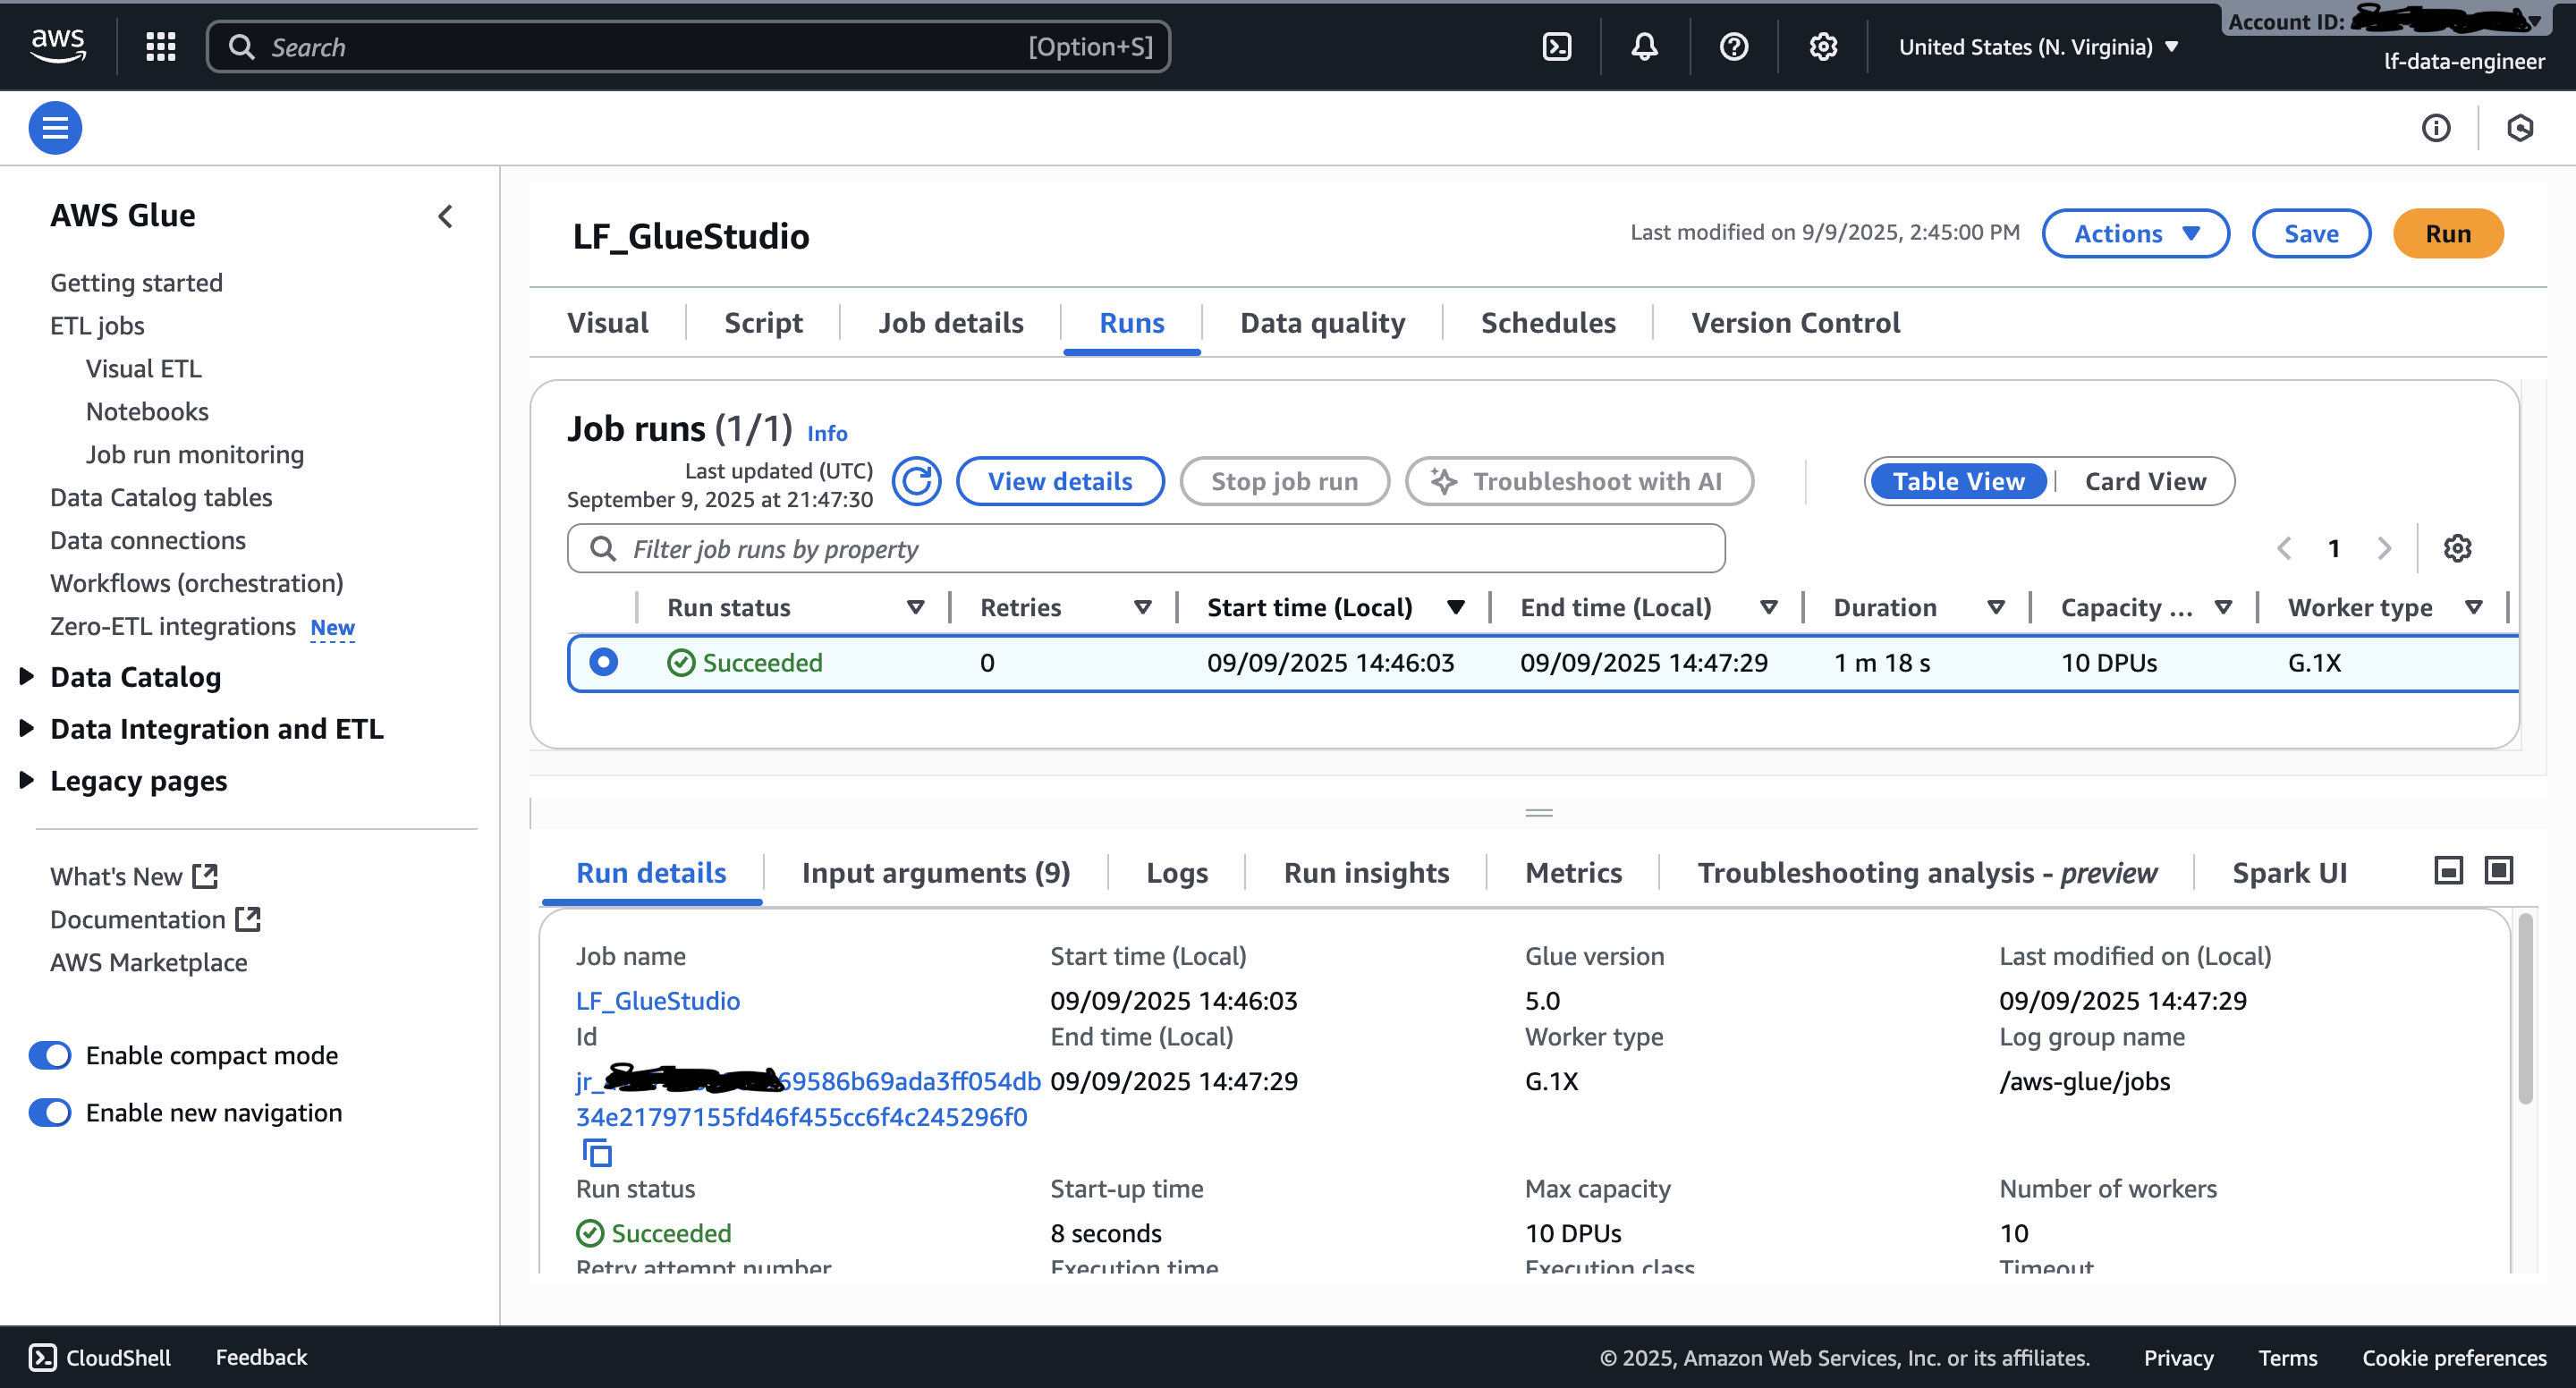 aws
Search [Option+S]
United States (N. Virginia)
Account ID:
lf-data-engineer
AWS Glue
Getting started
ETL jobs
Visual ETL
Notebooks
Job run monitoring
Data Catalog tables
Data connections
Workflows (orchestration)
Zero-ETL integrations New
Data Catalog
Data Integration and ETL
Legacy pages
What's New
Documentation
AWS Marketplace
Enable compact mode
Enable new navigation
LF_GlueStudio
Last modified on 9/9/2025, 2:45:00 PM
Actions
Save
Run
Visual Script Job details Runs Data quality Schedules Version Control
Job runs (1/1) Info
Last updated (UTC)
September 9, 2025 at 21:47:30
View details
Stop job run
Troubleshoot with AI
Table View
Card View
Filter job runs by property
1
Run status Retries Start time (Local) End time (Local) Duration Capacity ... Worker type
Succeeded 0 09/09/2025 14:46:03 09/09/2025 14:47:29 1 m 18 s 10 DPUs G.1X
Run details Input arguments (9) Logs Run insights Metrics Troubleshooting analysis - preview Spark UI
Job name Start time (Local) Glue version Last modified on (Local)
LF_GlueStudio 09/09/2025 14:46:03 5.0 09/09/2025 14:47:29
Id End time (Local) Worker type Log group name
jr_ 69586b69ada3ff054db 09/09/2025 14:47:29 G.1X /aws-glue/jobs
34e21797155fd46f455cc6f4c245296f0
Run status Start-up time Max capacity Number of workers
Succeeded 8 seconds 10 DPUs 10
Retry attempt number Execution time Execution class Timeout
CloudShell Feedback © 2025, Amazon Web Services, Inc. or its affiliates. Privacy Terms Cookie preferences